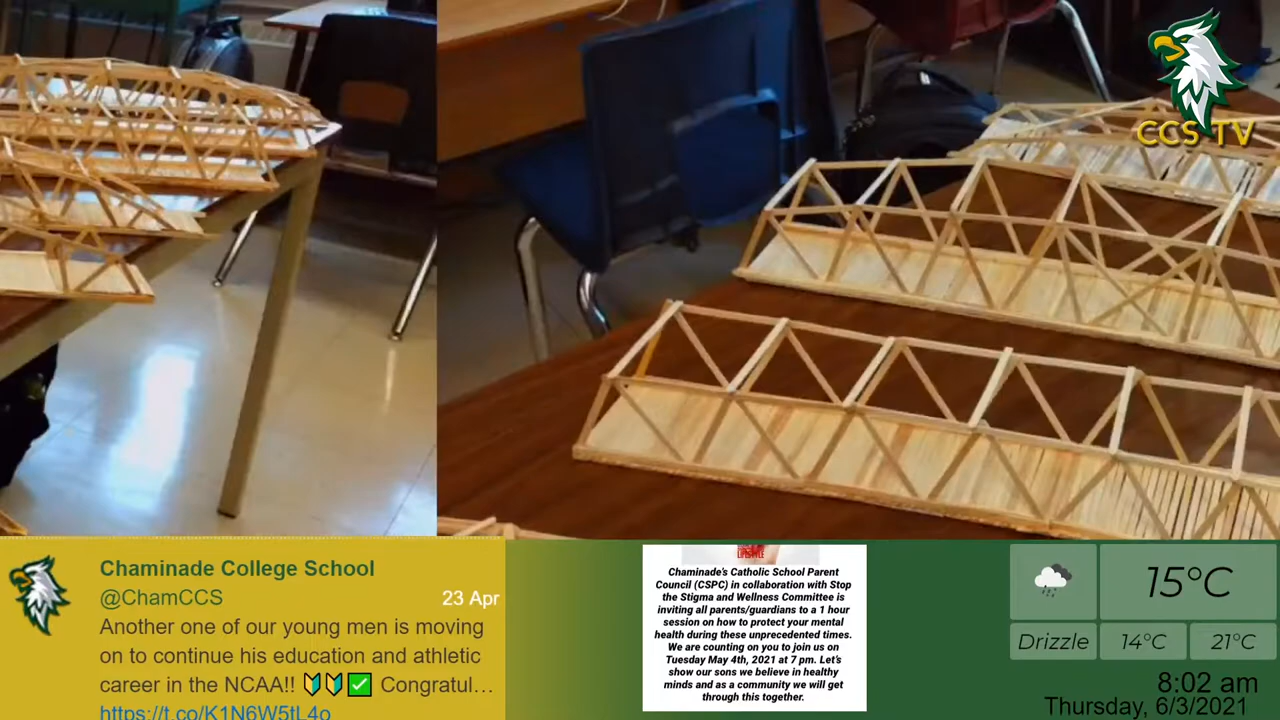 CCS TV
Chaminade College School
@ChamCCS
23 Apr
Another one of our young men is moving
on to continue his education and athletic
career in the NCAA!! 🔰🔰✅ Congratul...
https://t.co/K1N6W5tL4o
LIFESTYLE
Chaminade's Catholic School Parent
Council (CSPC) in collaboration with Stop
the Stigma and Wellness Committee is
inviting all parents/guardians to a 1 hour
session on how to protect your mental
health during these unprecedented times.
We are counting on you to join us on
Tuesday May 4th, 2021 at 7 pm. Let's
show our sons we believe in healthy
minds and as a community we will get
through this together.
15°C
Drizzle
14°C
21°C
8:02 am
Thursday, 6/3/2021